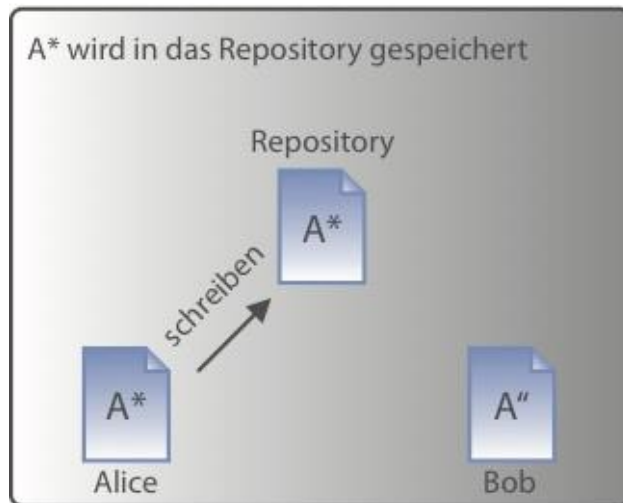 A* wird in das Repository gespeichert
Repository
A*
schreiben
A*
A“
Alice
Bob